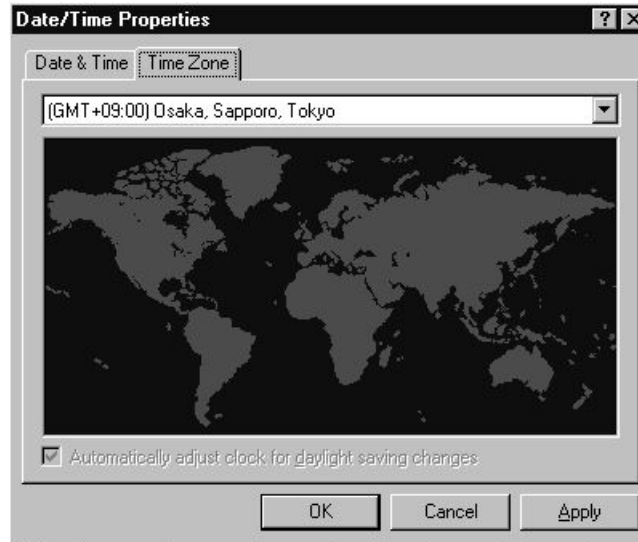 Date/Time Properties
Date & Time
Time Zone
(GMT+09:00) Osaka, Sapporo, Tokyo
Automatically adjust clock for daylight saving changes
OK
Cancel
Apply